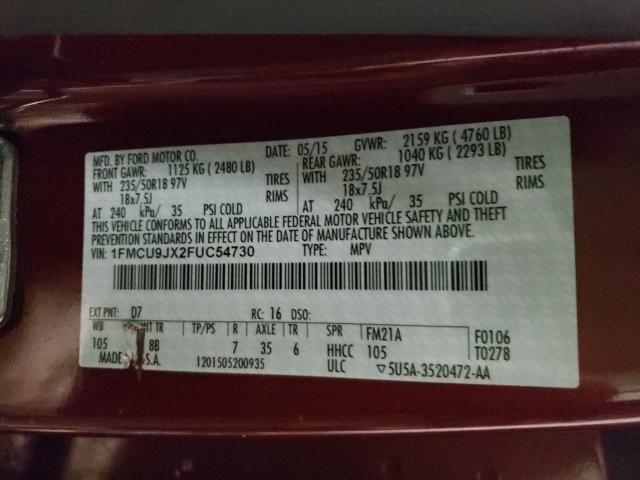 MFD. BY FORD MOTOR CO.
DATE: 05/15 GVWR: 2159 KG ( 4760 LB)
FRONT GAWR: 1125 KG ( 2480 LB)
REAR GAWR: 1040 KG ( 2293 LB)
WITH 235/50R18 97V TIRES
WITH 235/50R18 97V TIRES
18x7.5J RIMS
18x7.5J RIMS
AT 240 kPa/ 35 PSI COLD
AT 240 kPa/ 35 PSI COLD
THIS VEHICLE CONFORMS TO ALL APPLICABLE FEDERAL MOTOR VEHICLE SAFETY AND THEFT
PREVENTION STANDARDS IN EFFECT ON THE DATE OF MANUFACTURE SHOWN ABOVE.
VIN: 1FMCU9JX2FUC54730 TYPE: MPV
EXT PNT: D7 RC: 16 DSO:
WB TR TP/PS R AXLE TR SPR FM21A F0106
105 BB 7 35 6 HHCC 105 T0278
MADE S.A. 1201505200935 ULC ▽5U5A-3520472-AA